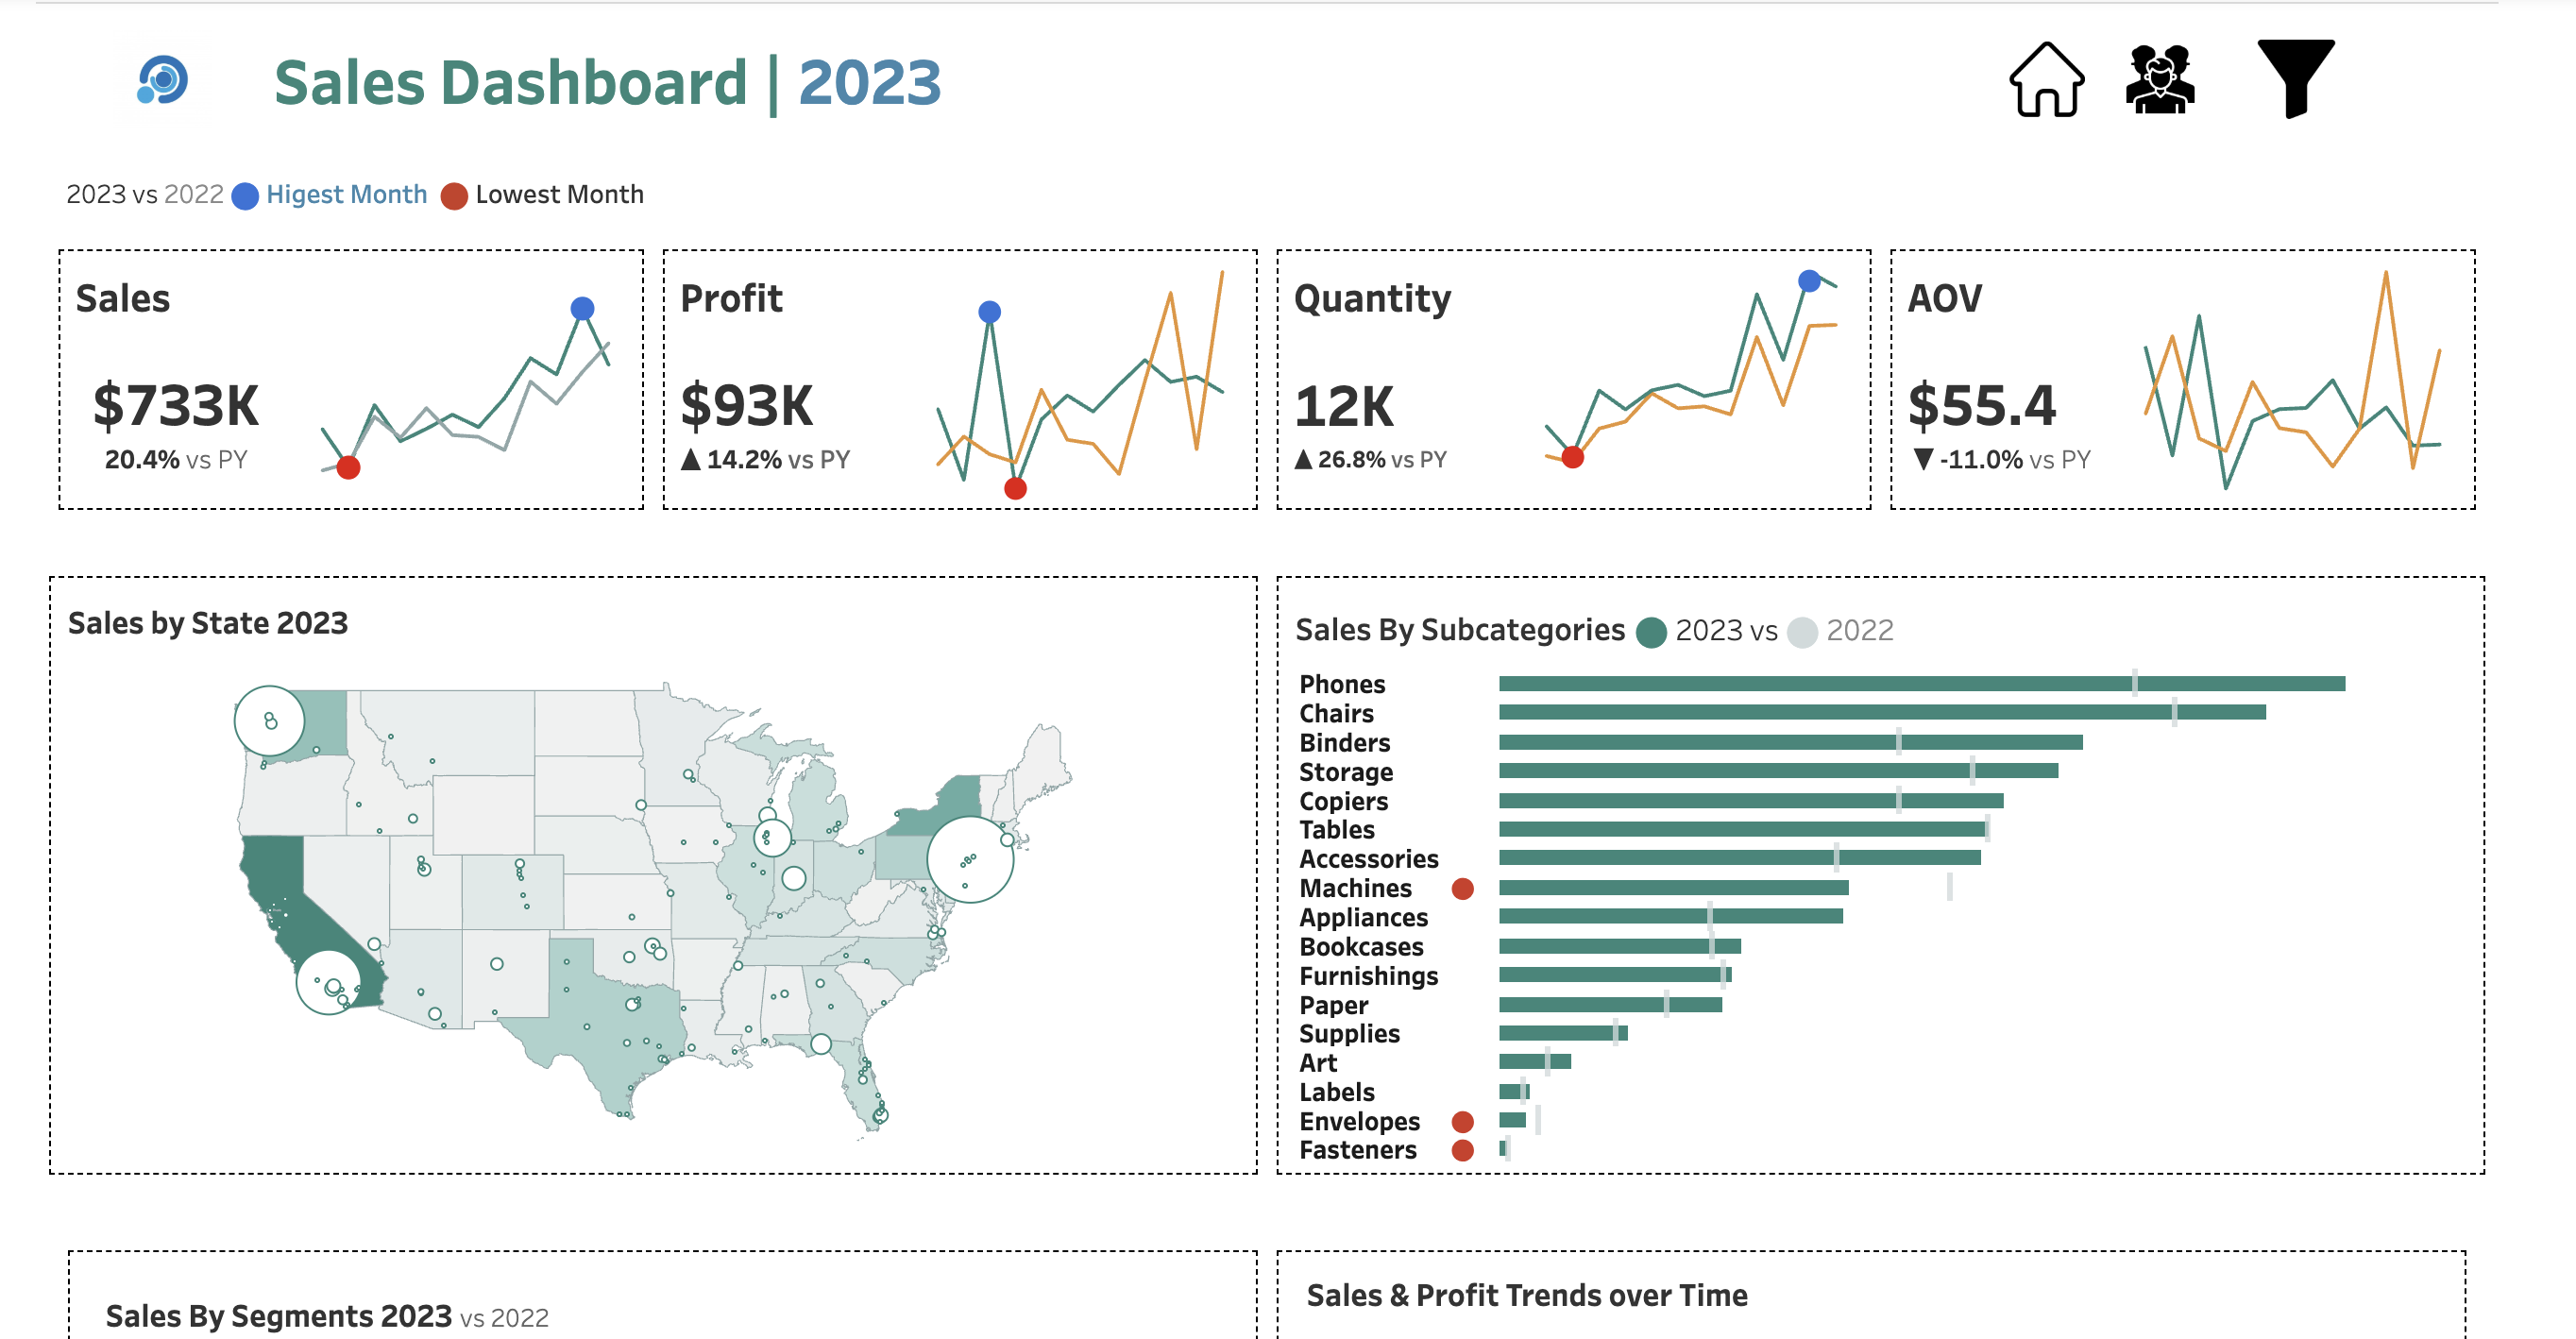 Sales Dashboard | 2023
2023 vs 2022 Higest Month Lowest Month
Sales
$733K
20.4% vs PY
Profit
$93K
▲ 14.2% vs PY
Quantity
12K
▲ 26.8% vs PY
AOV
$55.4
▼ -11.0% vs PY
Sales by State 2023
Sales By Subcategories 2023 vs 2022
Phones
Chairs
Binders
Storage
Copiers
Tables
Accessories
Machines
Appliances
Bookcases
Furnishings
Paper
Supplies
Art
Labels
Envelopes
Fasteners
Sales By Segments 2023 vs 2022
Sales & Profit Trends over Time